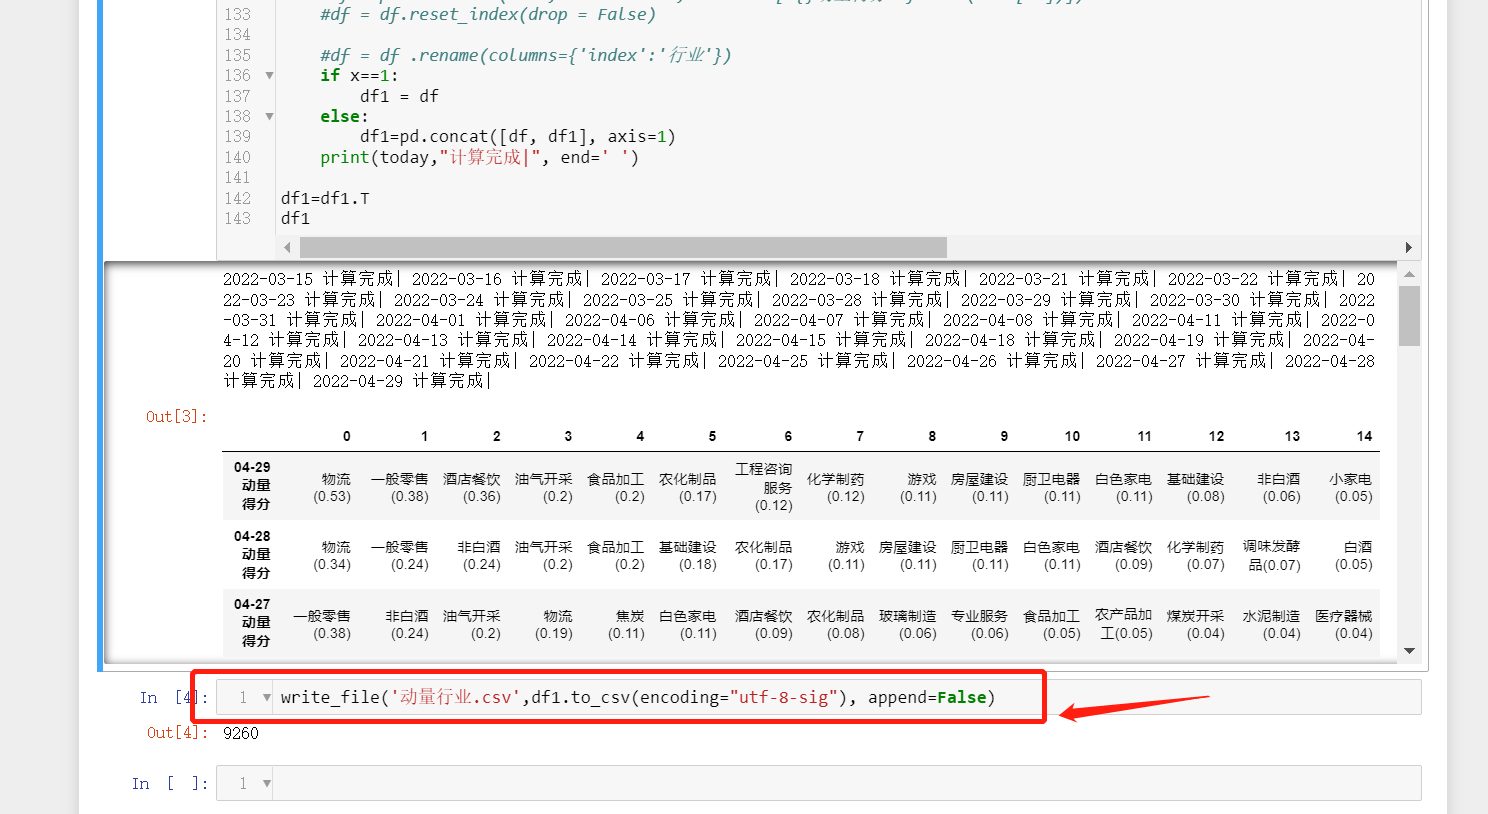 133 #df = df.reset_index(drop = False)
134
135 #df = df .rename(columns={'index':'行业'})
136 if x==1:
137 df1 = df
138 else:
139 df1=pd.concat([df, df1], axis=1)
140 print(today,"计算完成|", end=' ')
141
142 df1=df1.T
143 df1
2022-03-15 计算完成| 2022-03-16 计算完成| 2022-03-17 计算完成| 2022-03-18 计算完成| 2022-03-21 计算完成| 2022-03-22 计算完成| 20
22-03-23 计算完成| 2022-03-24 计算完成| 2022-03-25 计算完成| 2022-03-28 计算完成| 2022-03-29 计算完成| 2022-03-30 计算完成| 2022
-03-31 计算完成| 2022-04-01 计算完成| 2022-04-06 计算完成| 2022-04-07 计算完成| 2022-04-08 计算完成| 2022-04-11 计算完成| 2022-0
4-12 计算完成| 2022-04-13 计算完成| 2022-04-14 计算完成| 2022-04-15 计算完成| 2022-04-18 计算完成| 2022-04-19 计算完成| 2022-04-
20 计算完成| 2022-04-21 计算完成| 2022-04-22 计算完成| 2022-04-25 计算完成| 2022-04-26 计算完成| 2022-04-27 计算完成| 2022-04-28
计算完成| 2022-04-29 计算完成|
Out[3]:
0 1 2 3 4 5 6 7 8 9 10 11 12 13 14
04-29 动量得分 物流(0.53) 一般零售(0.38) 酒店餐饮(0.36) 油气开采(0.2) 食品加工(0.2) 农化制品(0.17) 工程咨询服务(0.12) 化学制药(0.12) 游戏(0.11) 房屋建设(0.11) 厨卫电器(0.11) 白色家电(0.11) 基础建设(0.08) 非白酒(0.06) 小家电(0.05)
04-28 动量得分 物流(0.34) 一般零售(0.24) 非白酒(0.24) 油气开采(0.2) 食品加工(0.2) 基础建设(0.18) 农化制品(0.17) 游戏(0.11) 房屋建设(0.11) 厨卫电器(0.11) 白色家电(0.11) 酒店餐饮(0.09) 化学制药(0.07) 调味发酵品(0.07) 白酒(0.05)
04-27 动量得分 一般零售(0.38) 非白酒(0.24) 油气开采(0.2) 物流(0.19) 焦炭(0.11) 白色家电(0.11) 酒店餐饮(0.09) 农化制品(0.08) 玻璃制造(0.06) 专业服务(0.06) 食品加工(0.05) 农产品加工(0.05) 煤炭开采(0.04) 水泥制造(0.04) 医疗器械(0.04)
In [4]: 1 write_file('动量行业.csv',df1.to_csv(encoding="utf-8-sig"), append=False)
Out[4]: 9260
In [ ]: 1